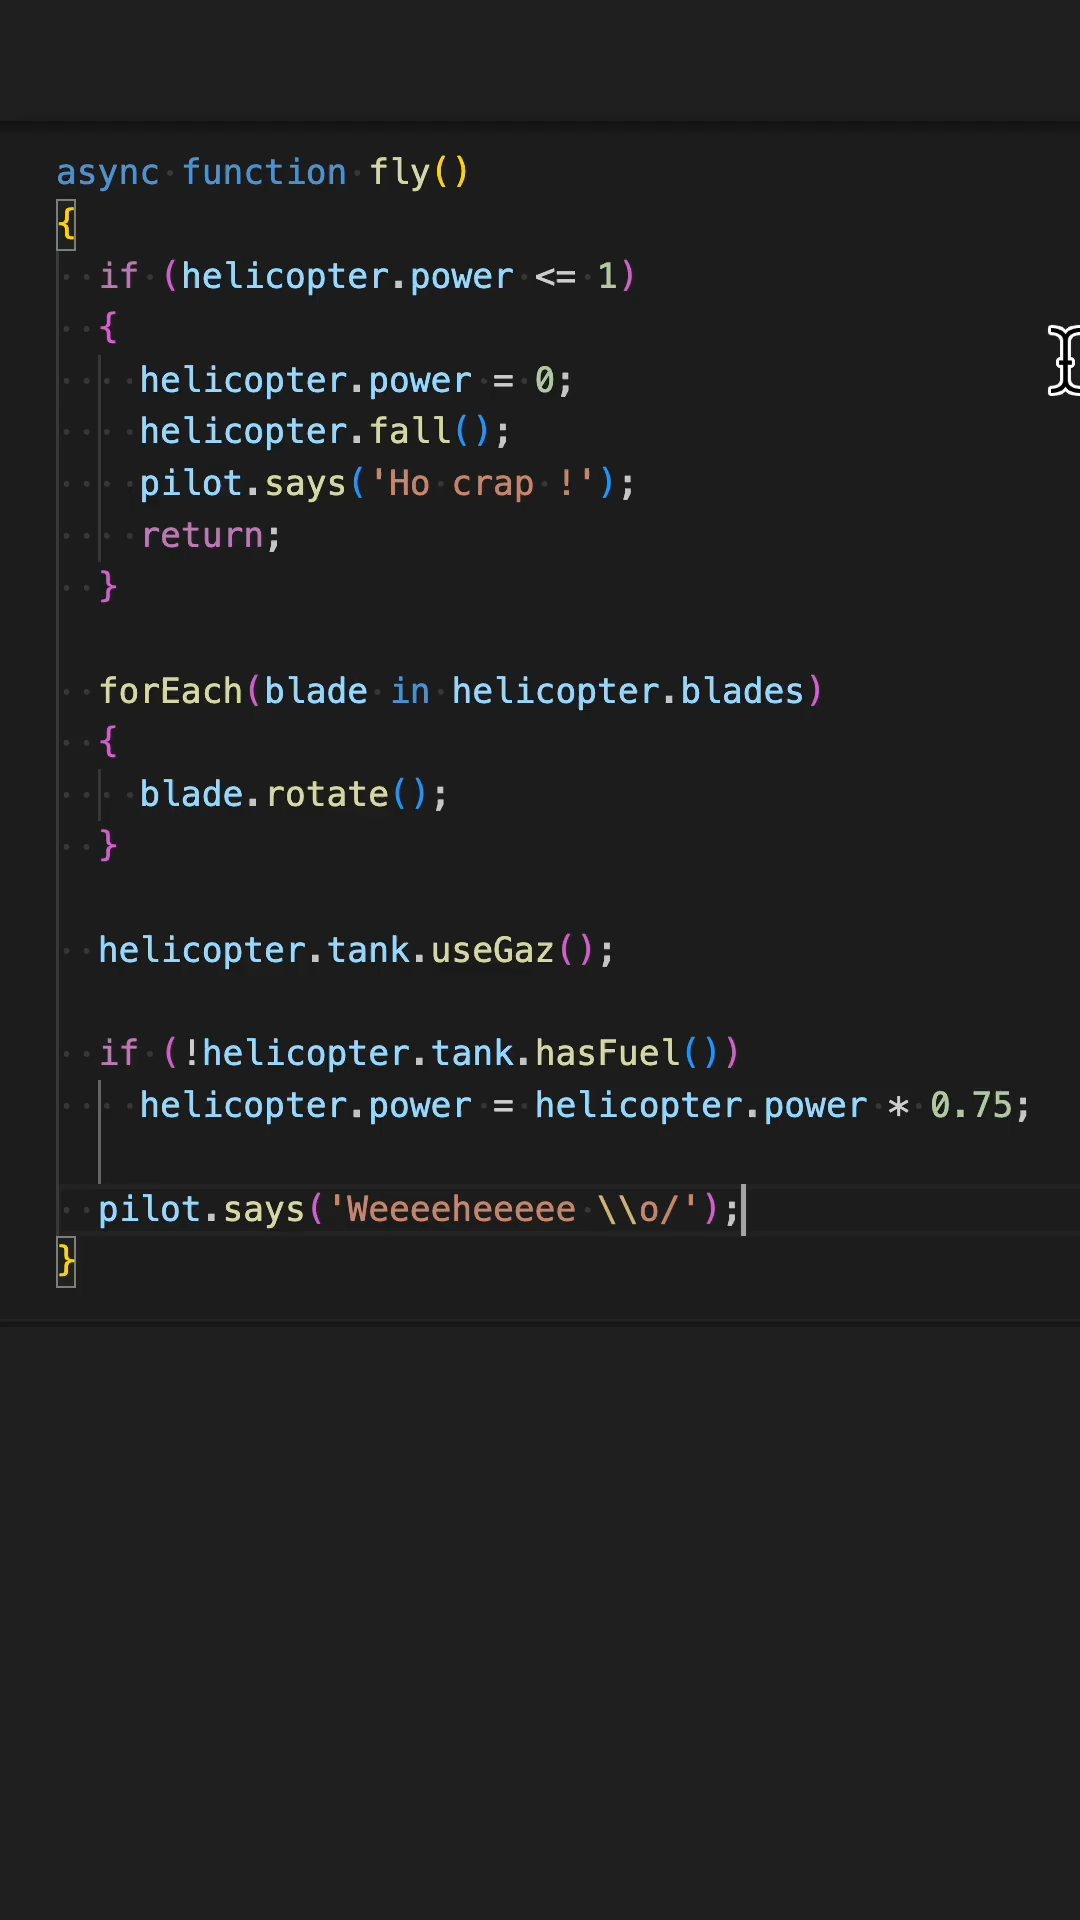 async function fly()
{
if (helicopter.power <= 1)
{
helicopter.power = 0;
helicopter.fall();
pilot.says('Ho crap !');
return;
}
forEach(blade in helicopter.blades)
{
blade.rotate();
}
helicopter.tank.useGaz();
if (!helicopter.tank.hasFuel())
helicopter.power = helicopter.power * 0.75;
pilot.says('Weeeeheeeee \\o/');
}